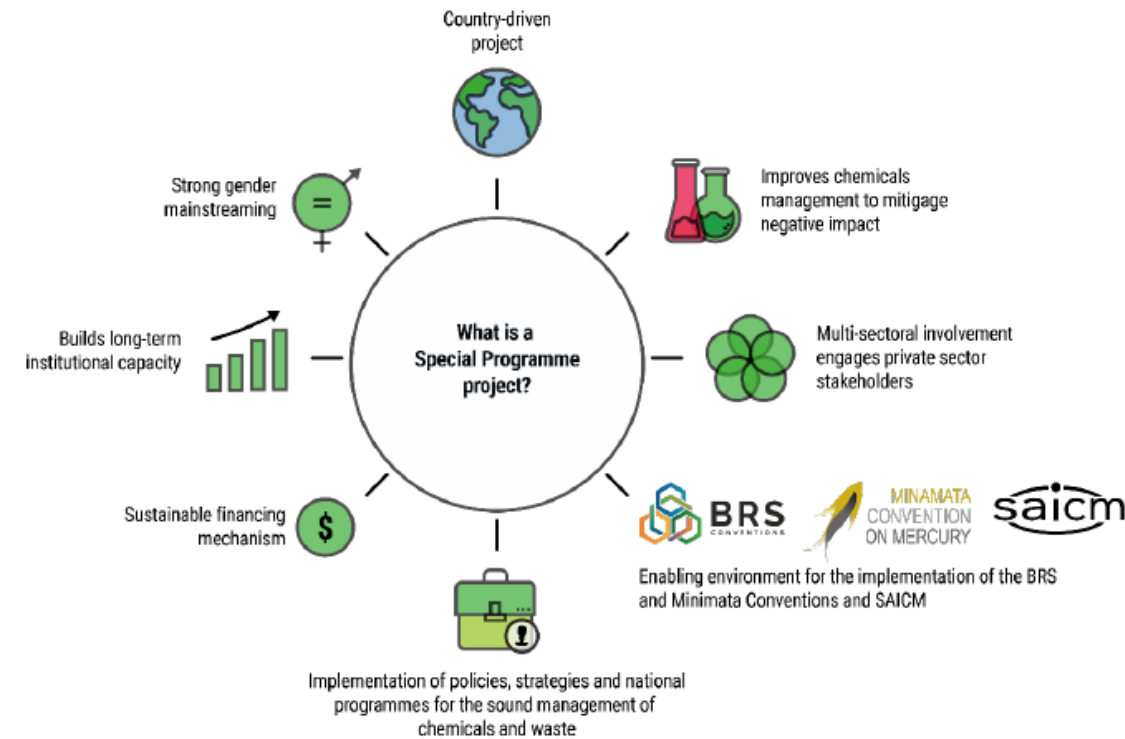 Country-driven
project
Improves chemicals
management to mitigage
negative impact
Multi-sectoral involvement
engages private sector
stakeholders
BRS
CONVENTIONS
MINAMATA
CONVENTION
ON MERCURY
saicm
Enabling environment for the implementation of the BRS
and Minimata Conventions and SAICM
Implementation of policies, strategies and national
programmes for the sound management of
chemicals and waste
$
Sustainable financing
mechanism
Builds long-term
institutional capacity
Strong gender
mainstreaming
=
What is a
Special Programme
project?